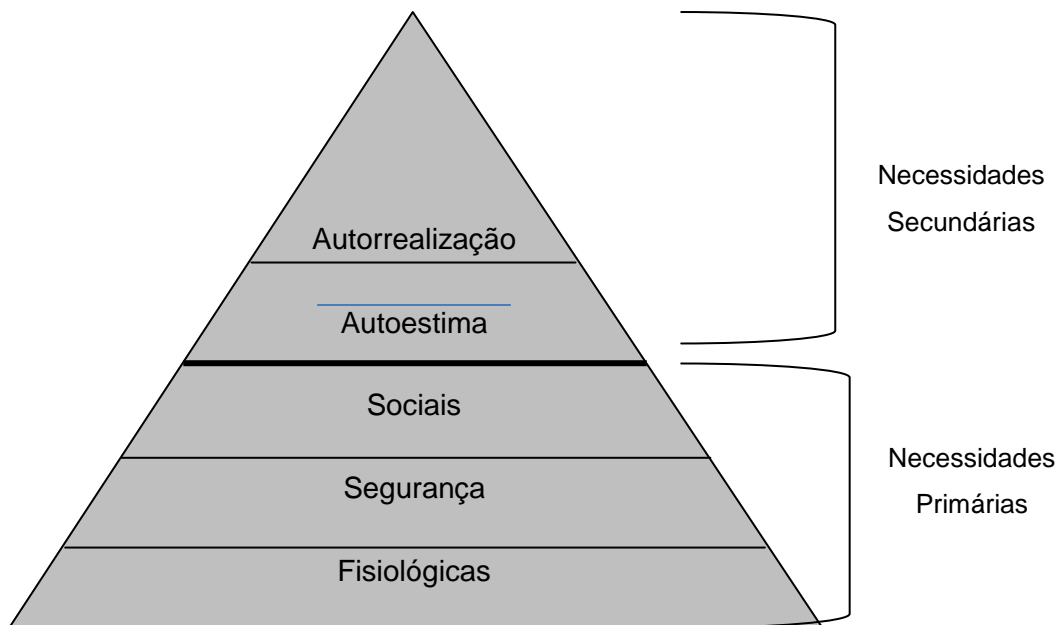 Autorrealização
Autoestima
Sociais
Segurança
Fisiológicas
Necessidades
Secundárias
Necessidades
Primárias